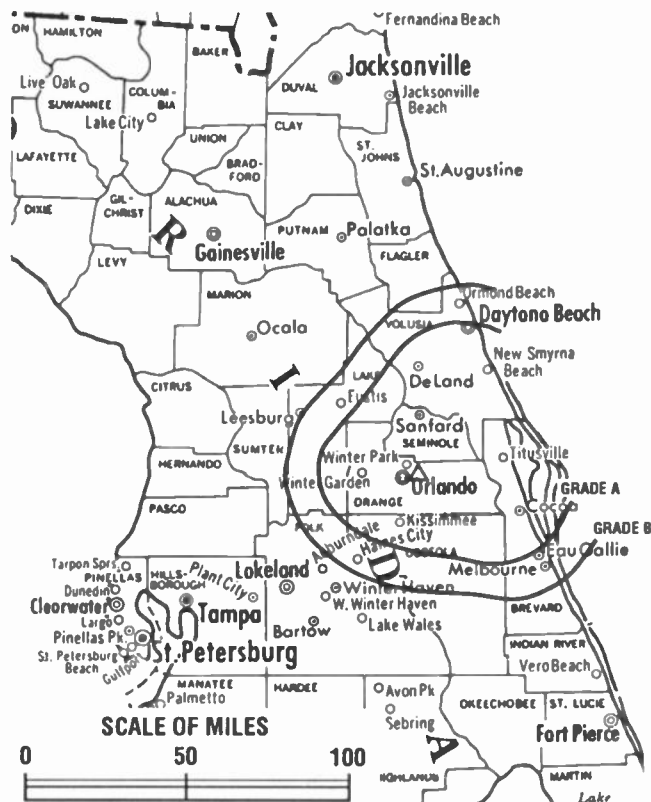 Fernandina Beach
ON
HAMILTON
BAKER
Jacksonville
DUVAL
Jacksonville
Beach
Live Oak
SUWANNEE
COLUM-
BIA
Lake City
CLAY
ST.
JOHNS
UNION
BRAD-
FORD
LAFAYETTE
St. Augustine
DIXIE
GIL-
CHRIST
ALACHUA
R
Gainesville
PUTNAM
Palatka
FLAGLER
LEVY
MARION
Ormond Beach
VOLUSIA
Daytono Beach
Ocala
I
LAKE
DeLand
New Smyrna
Beach
CITRUS
Eustis
Leesburg
Sanfard
SEMINOLE
SUMTEN
HERNANDO
Winter Park
Titusville
Winter Garden
Orlando
ORANGE
GRADE A
Cocoa
PASCO
POLK
Kissimmee
Auburndale
Haines City
OSCEOLA
GRADE B
Eau Gallie
Melbourne
D
Tarpon Sprs.
PINELLAS
HILLS-
BOROUGH
Plant City
Lakeland
Dunedin
Clearwater
Winter Haven
W. Winter Haven
BREVARD
Largo
Tampa
Bartow
Lake Wales
Pinellas Pk.
St. Petersburg
INDIAN RIVER
St. Petersburg
Beach
Gulfport
Vero Beach
MANATEE
HARDEE
Palmetto
Avon Pk
OKEECHOBEE
ST. LUCIE
Sebring
SCALE OF MILES
Fort Pierce
A
0 50 100
HIGHLANDS
MARTIN
Lake